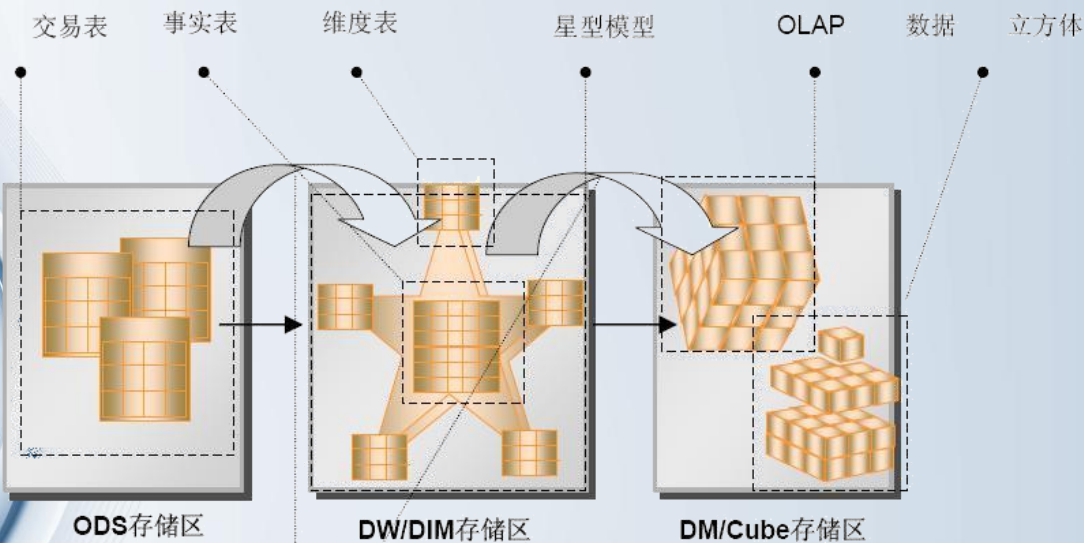 交易表 事实表 维度表 星型模型 OLAP 数据 立方体
ODS存储区 DW/DIM存储区 DM/Cube存储区